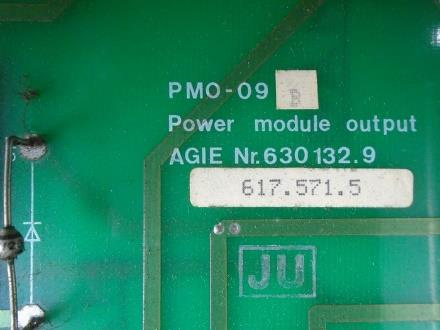 PMO-09
Power module output
AGIE Nr. 630 132.9
617.571.5
JU